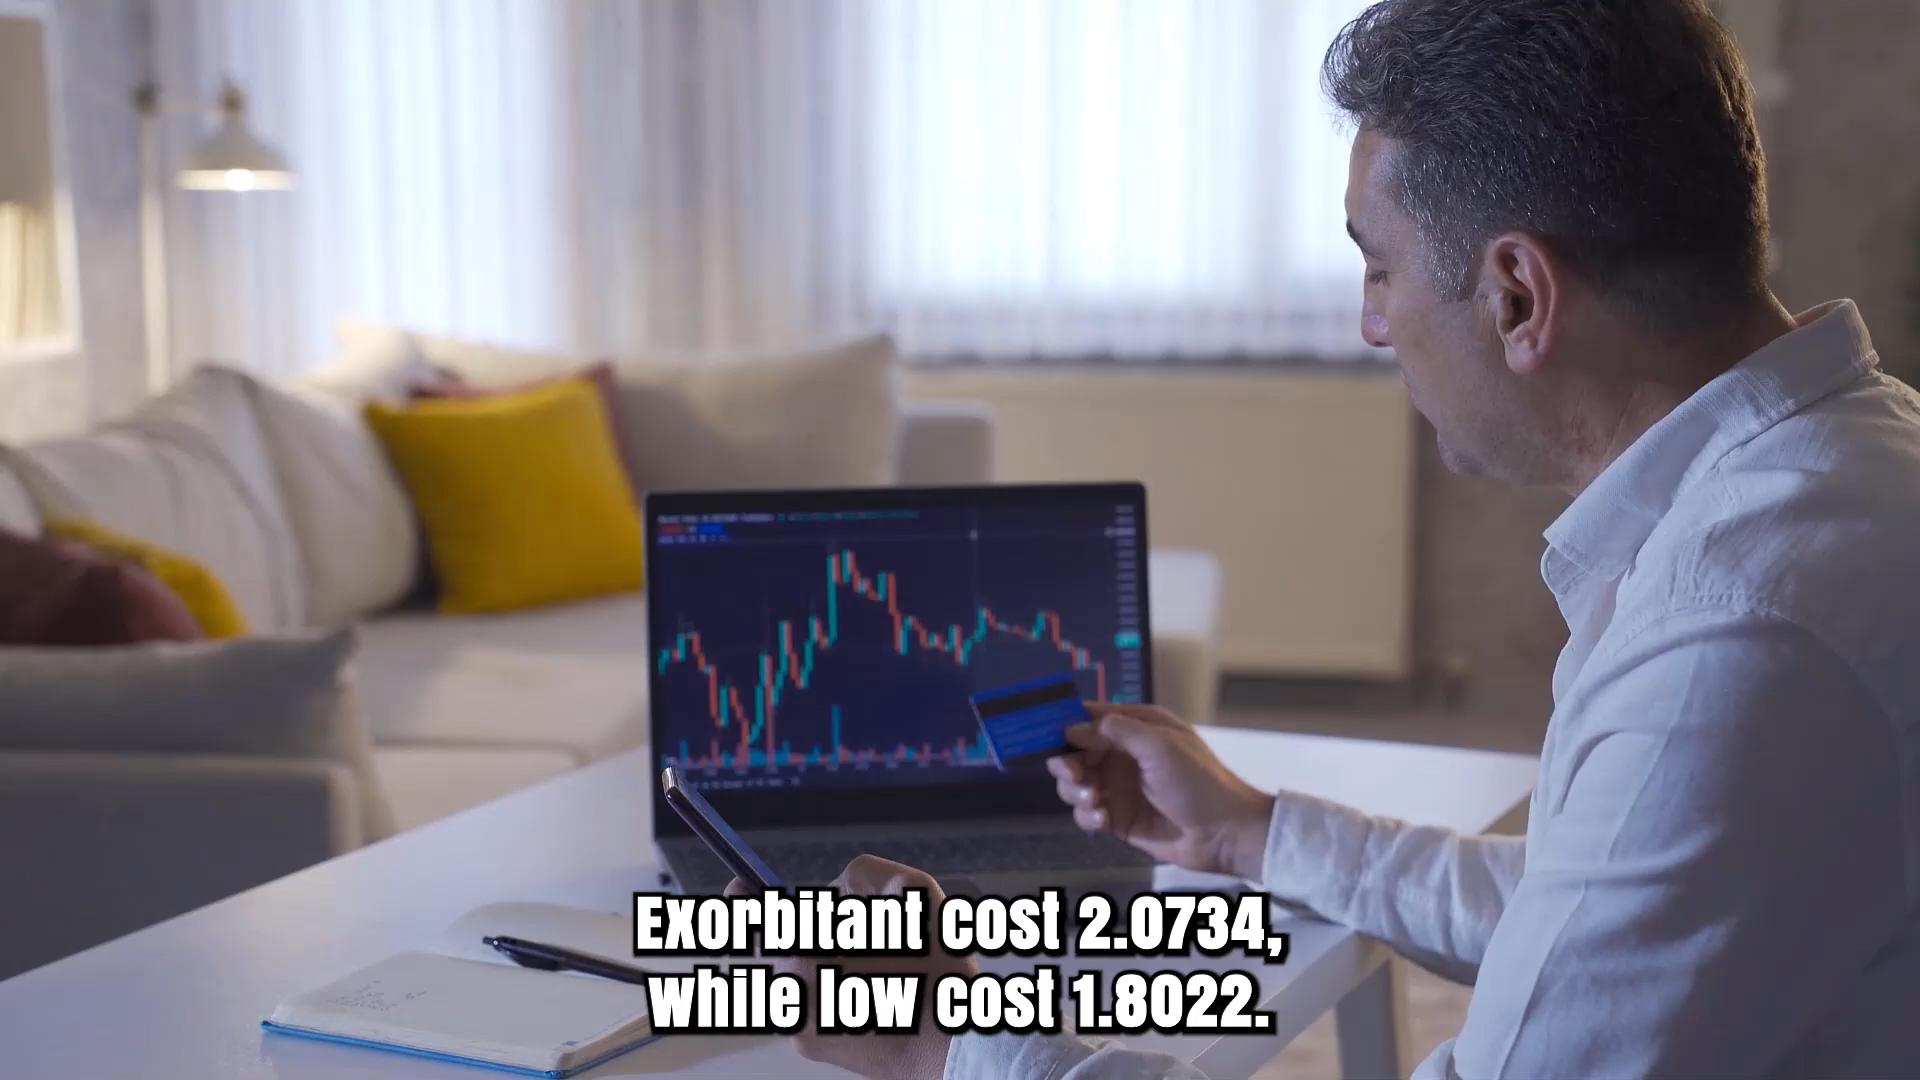 Exorbitant cost 2.0734,
while low cost 1.8022.